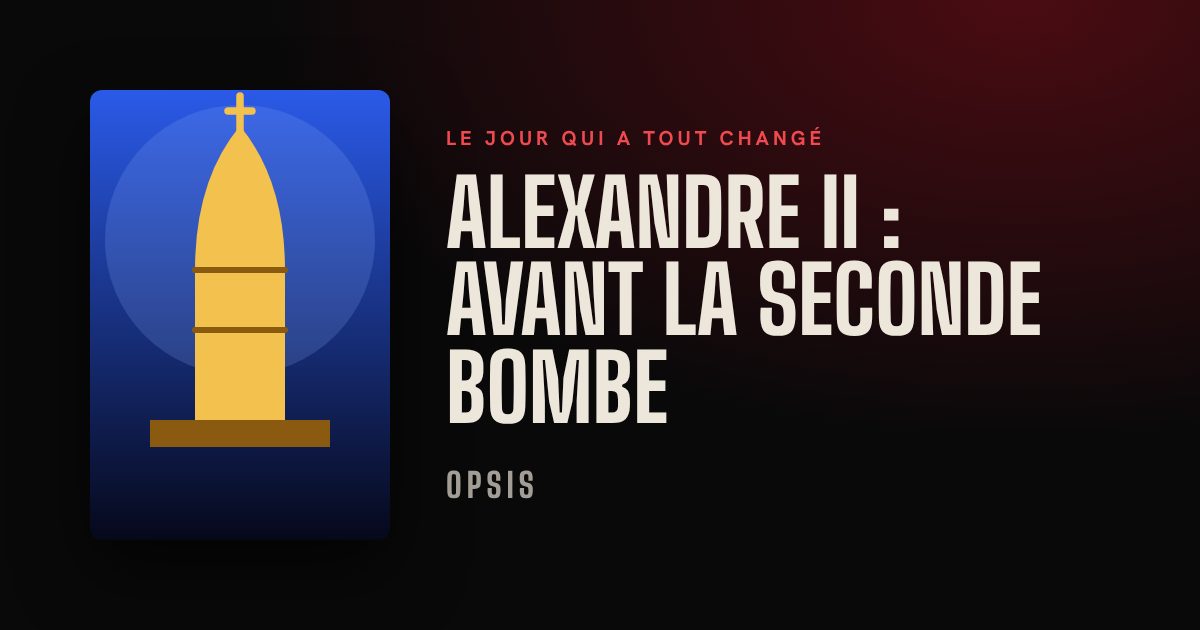 LE JOUR QUI A TOUT CHANGÉ
ALEXANDRE II :
AVANT LA SECONDE
BOMBE
OPSIS